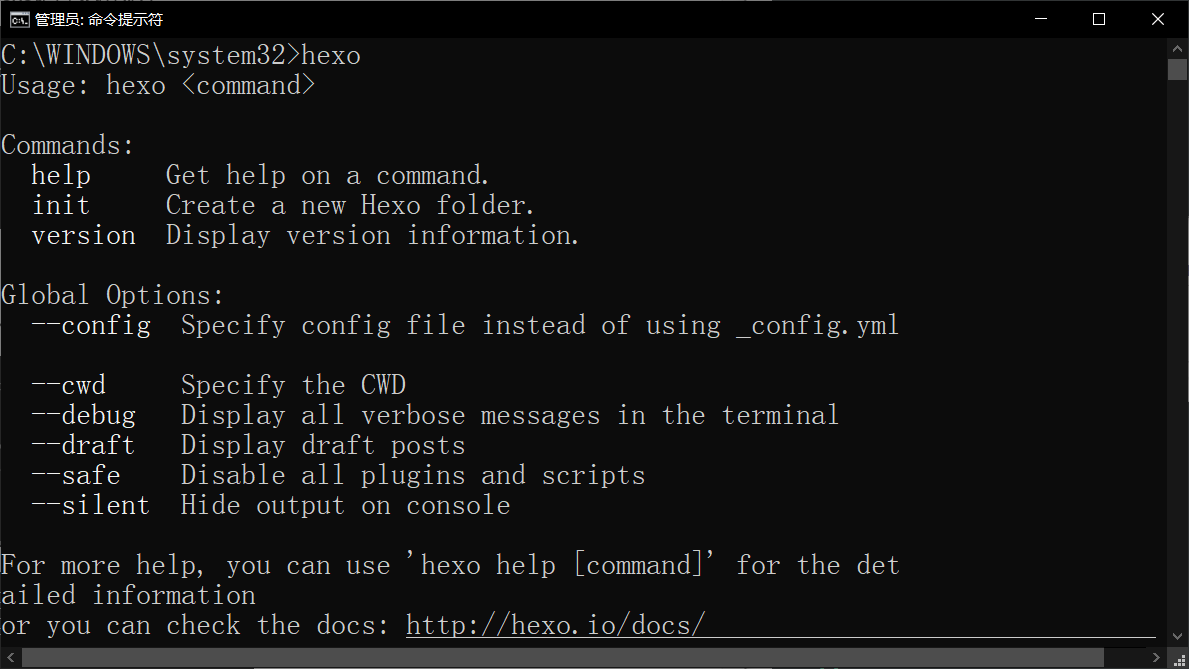 管理员: 命令提示符
C:\WINDOWS\system32>hexo
Usage: hexo <command>
Commands:
help Get help on a command.
init Create a new Hexo folder.
version Display version information.
Global Options:
--config Specify config file instead of using _config.yml
--cwd Specify the CWD
--debug Display all verbose messages in the terminal
--draft Display draft posts
--safe Disable all plugins and scripts
--silent Hide output on console
For more help, you can use 'hexo help [command]' for the det
ailed information
or you can check the docs: http://hexo.io/docs/